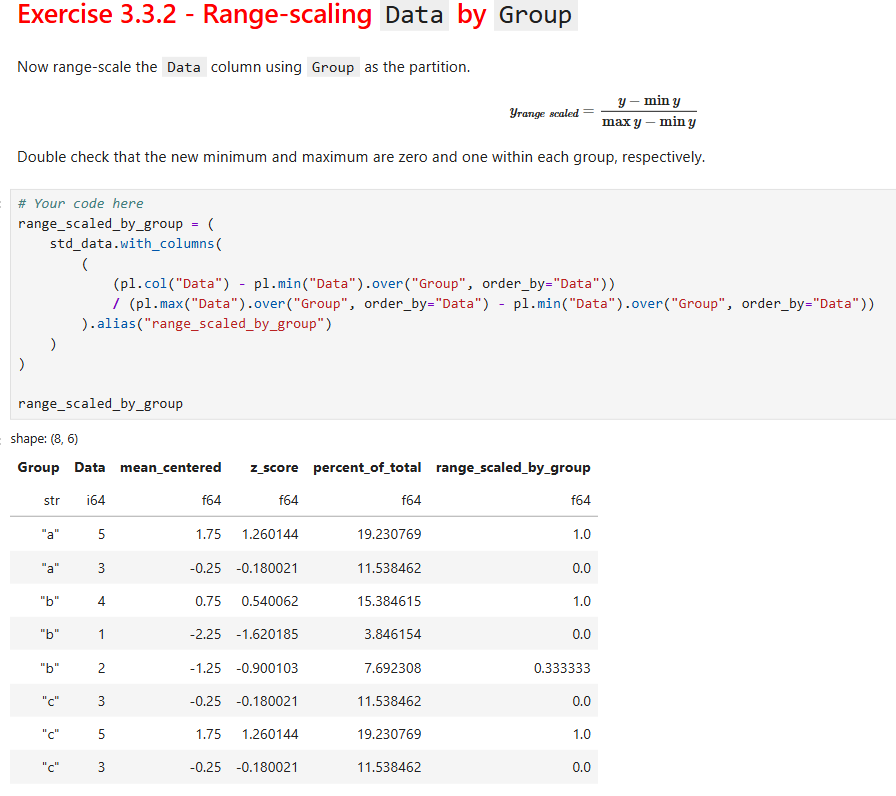 Exercise 3.3.2 - Range-scaling Data by Group
Now range-scale the Data column using Group as the partition.
y_range scaled = (y − min y) / (max y − min y)
Double check that the new minimum and maximum are zero and one within each group, respectively.
# Your code here
range_scaled_by_group = (
    std_data.with_columns(
        (
            (pl.col("Data") - pl.min("Data").over("Group", order_by="Data"))
            / (pl.max("Data").over("Group", order_by="Data") - pl.min("Data").over("Group", order_by="Data"))
        ).alias("range_scaled_by_group")
    )
)
range_scaled_by_group
shape: (8, 6)
Group Data mean_centered z_score percent_of_total range_scaled_by_group
str i64 f64 f64 f64 f64
"a" 5 1.75 1.260144 19.230769 1.0
"a" 3 -0.25 -0.180021 11.538462 0.0
"b" 4 0.75 0.540062 15.384615 1.0
"b" 1 -2.25 -1.620185 3.846154 0.0
"b" 2 -1.25 -0.900103 7.692308 0.333333
"c" 3 -0.25 -0.180021 11.538462 0.0
"c" 5 1.75 1.260144 19.230769 1.0
"c" 3 -0.25 -0.180021 11.538462 0.0